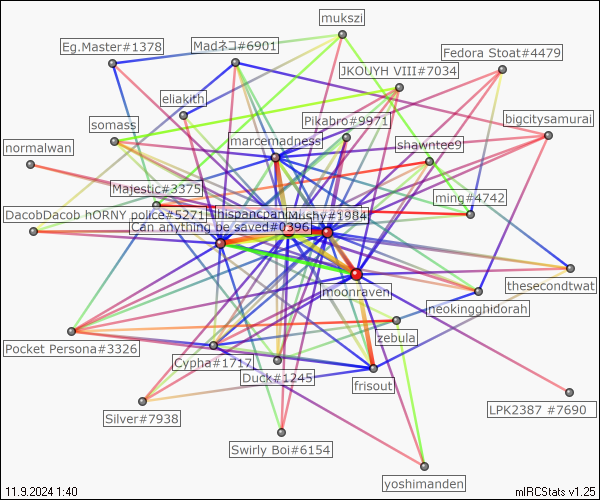 mukszi
Eg.Master#1378
Madネコ#6901
Fedora Stoat#4479
JKOUYH VIII#7034
eliakith
bigcitysamurai
somass
Pikabro#9971
marcemadness
shawntee9
normalwan
Majestic#3375
ming#4742
DacobDacob hORNY police#5271
hispancpan
Mushy#1984
Can anything be saved#0396
thesecondtwat
moonraven
neokingghidorah
zebula
Pocket Persona#3326
Cypha#1717
Duck#1245
frisout
LPK2387 #7690
Silver#7938
Swirly Boi#6154
yoshimanden
11.9.2024 1:40
mIRCStats v1.25